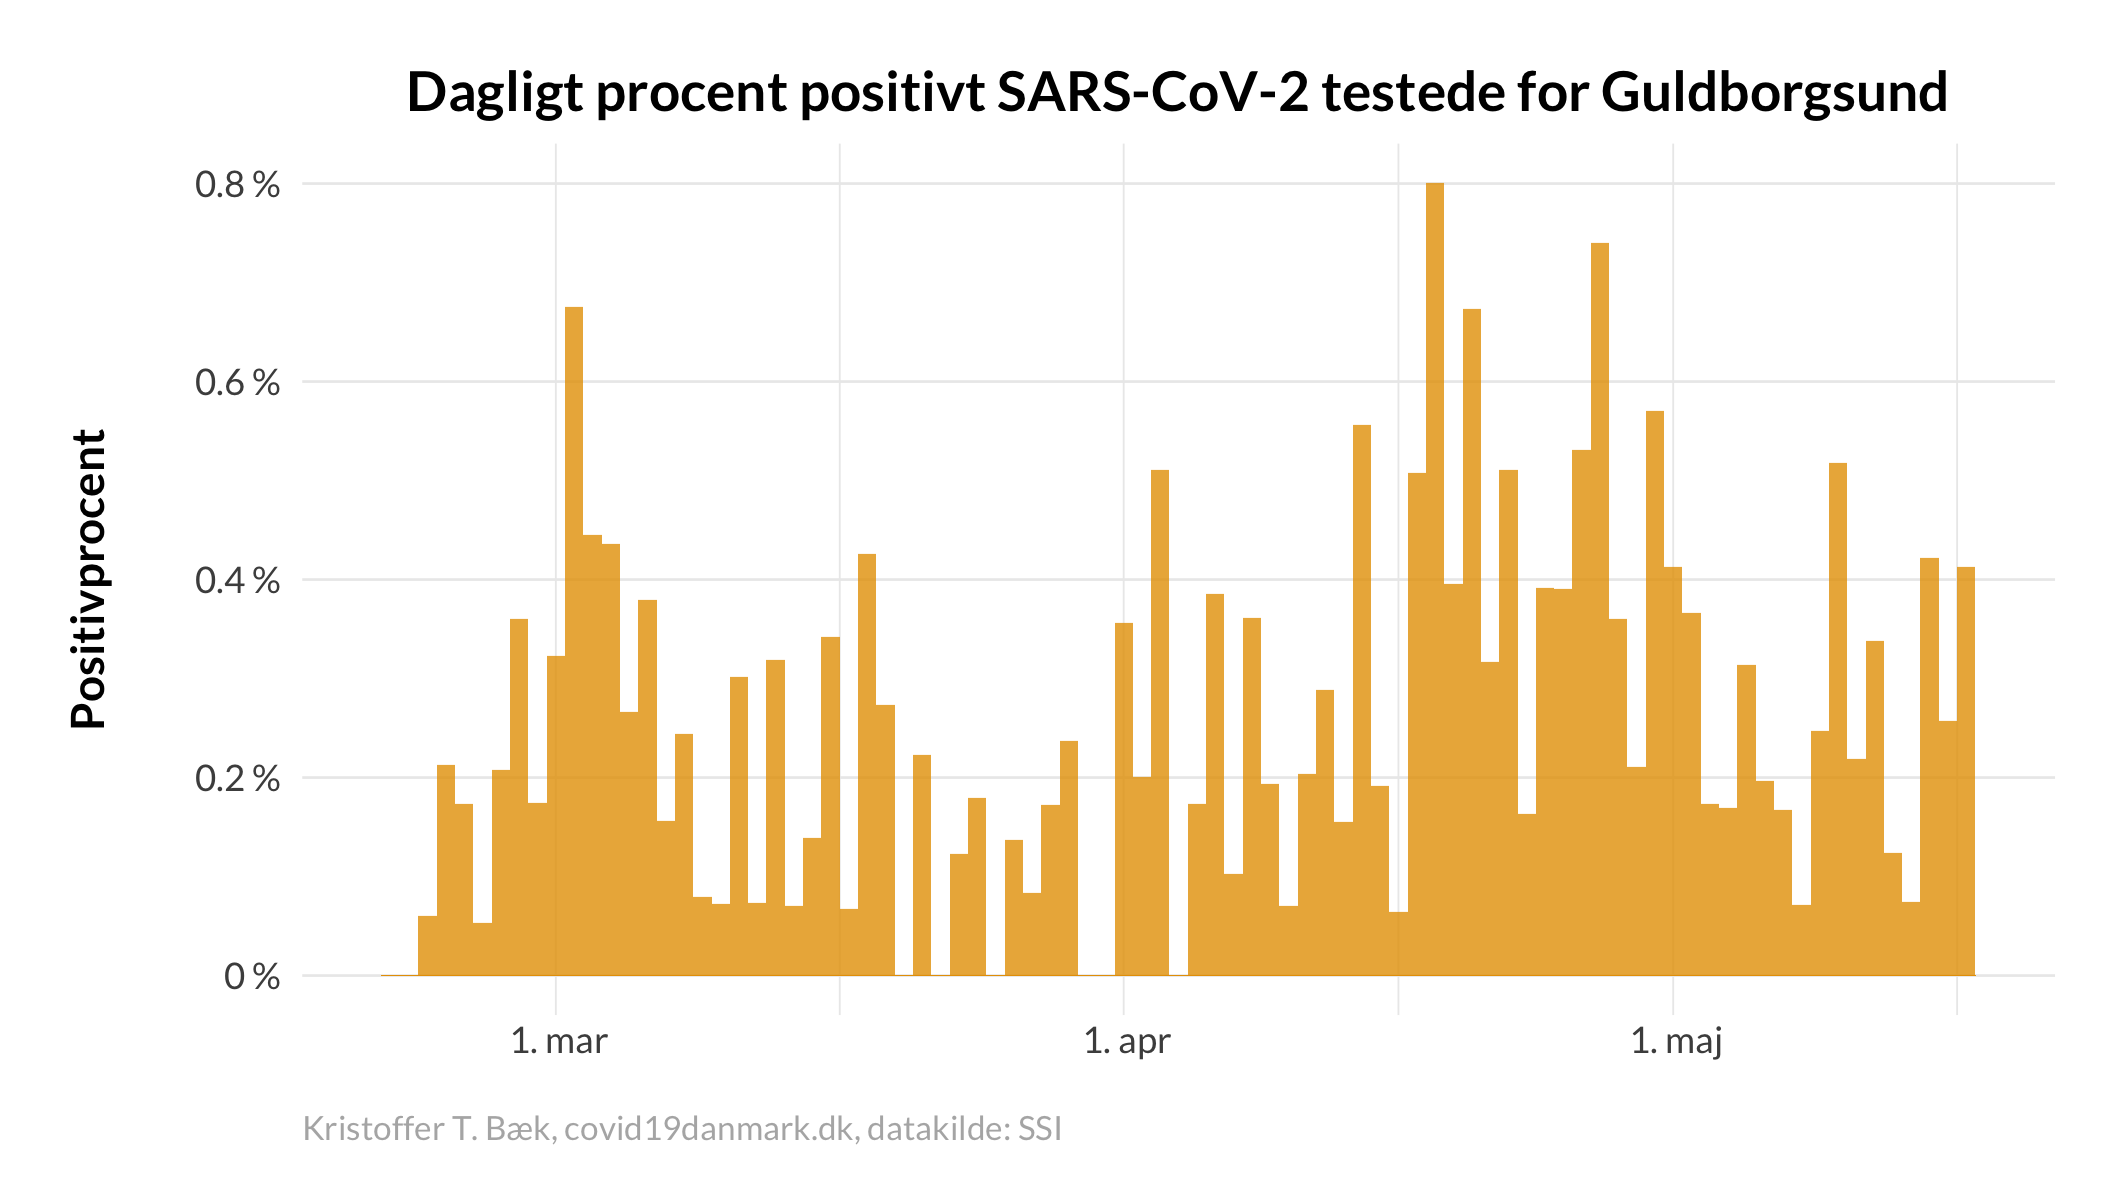 Dagligt procent positivt SARS-CoV-2 testede for Guldborgsund
Positivprocent
0.8 %
0.6 %
0.4 %
0.2 %
0 %
1. mar
1. apr
1. maj
Kristoffer T. Bæk, covid19danmark.dk, datakilde: SSI